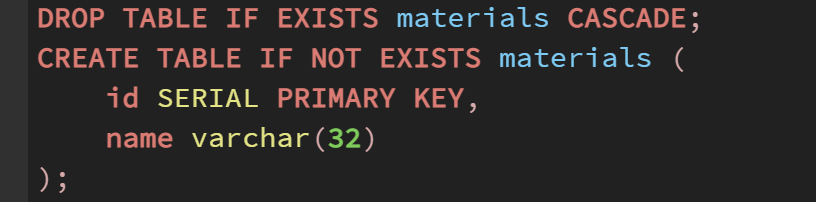 DROP TABLE IF EXISTS materials CASCADE;
CREATE TABLE IF NOT EXISTS materials (
    id SERIAL PRIMARY KEY,
    name varchar(32)
);